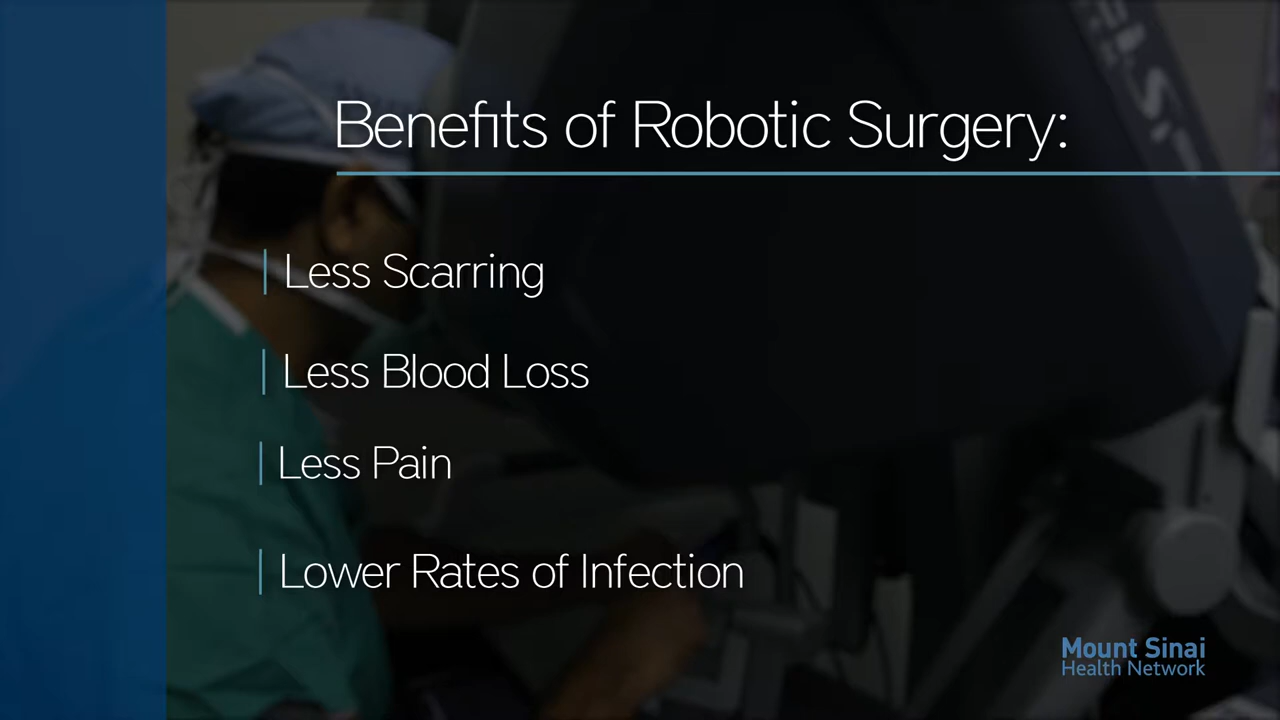 Benefits of Robotic Surgery:
Less Scarring
Less Blood Loss
Less Pain
Lower Rates of Infection
Mount Sinai
Health Network